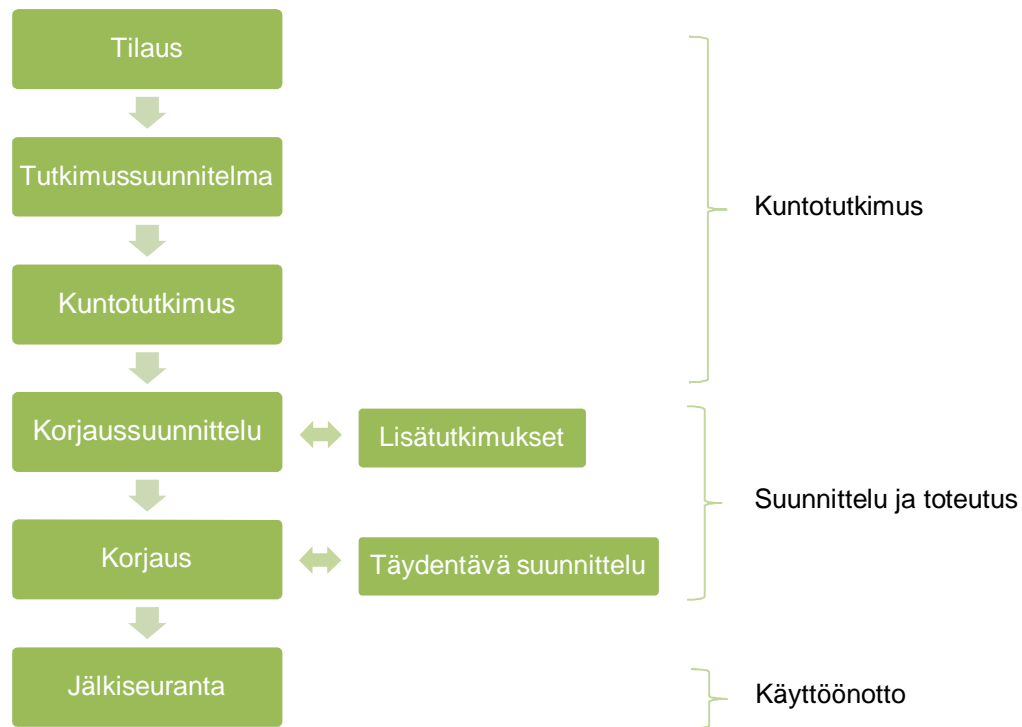 Tilaus
Tutkimussuunnitelma
Kuntotutkimus
Kuntotutkimus
Korjaussuunnittelu
Lisätutkimukset
Suunnittelu ja toteutus
Korjaus
Täydentävä suunnittelu
Jälkiseuranta
Käyttöönotto